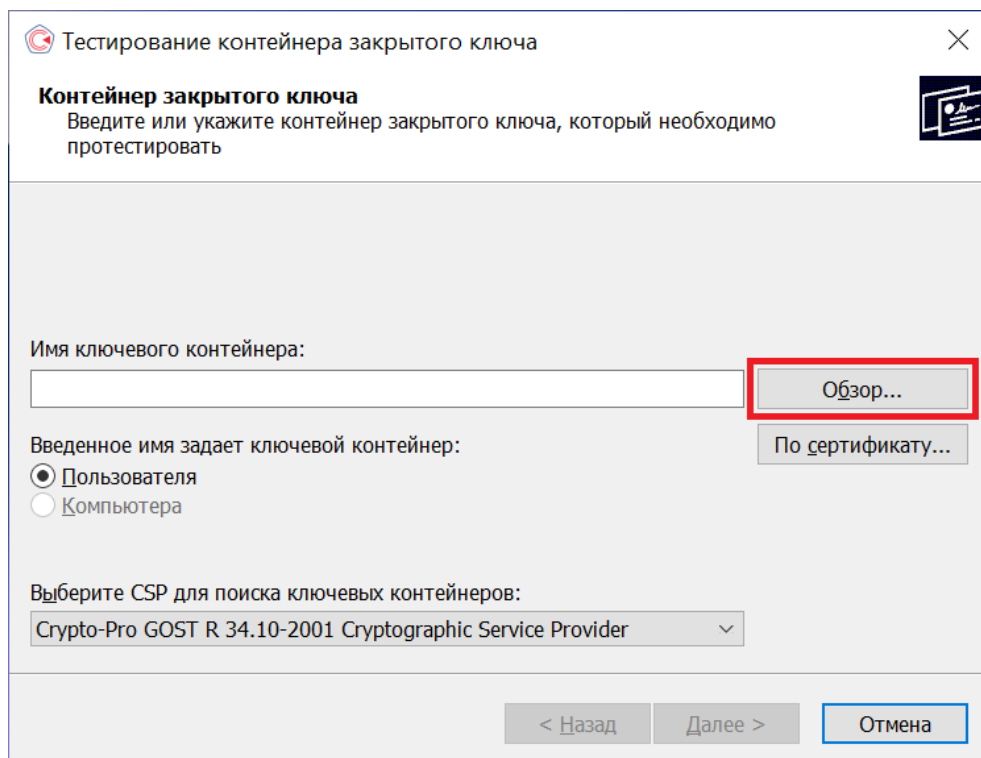 Тестирование контейнера закрытого ключа
Контейнер закрытого ключа
Введите или укажите контейнер закрытого ключа, который необходимо
протестировать
Имя ключевого контейнера:
Обзор...
Введенное имя задает ключевой контейнер:
По сертификату...
Пользователя
Компьютера
Выберите CSP для поиска ключевых контейнеров:
Crypto-Pro GOST R 34.10-2001 Cryptographic Service Provider
< Назад
Далее >
Отмена